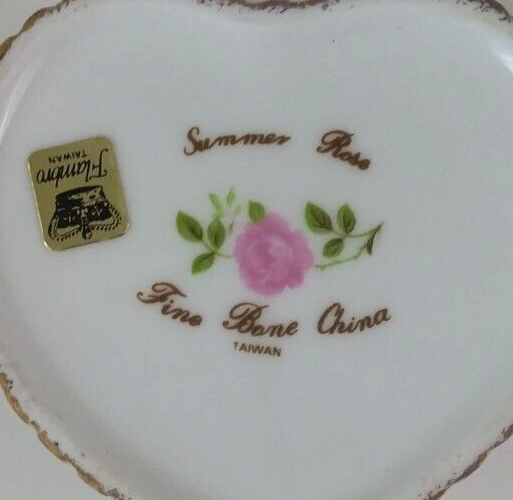 Summer Rose
Flambro
TAIWAN
Fine Bone China
TAIWAN